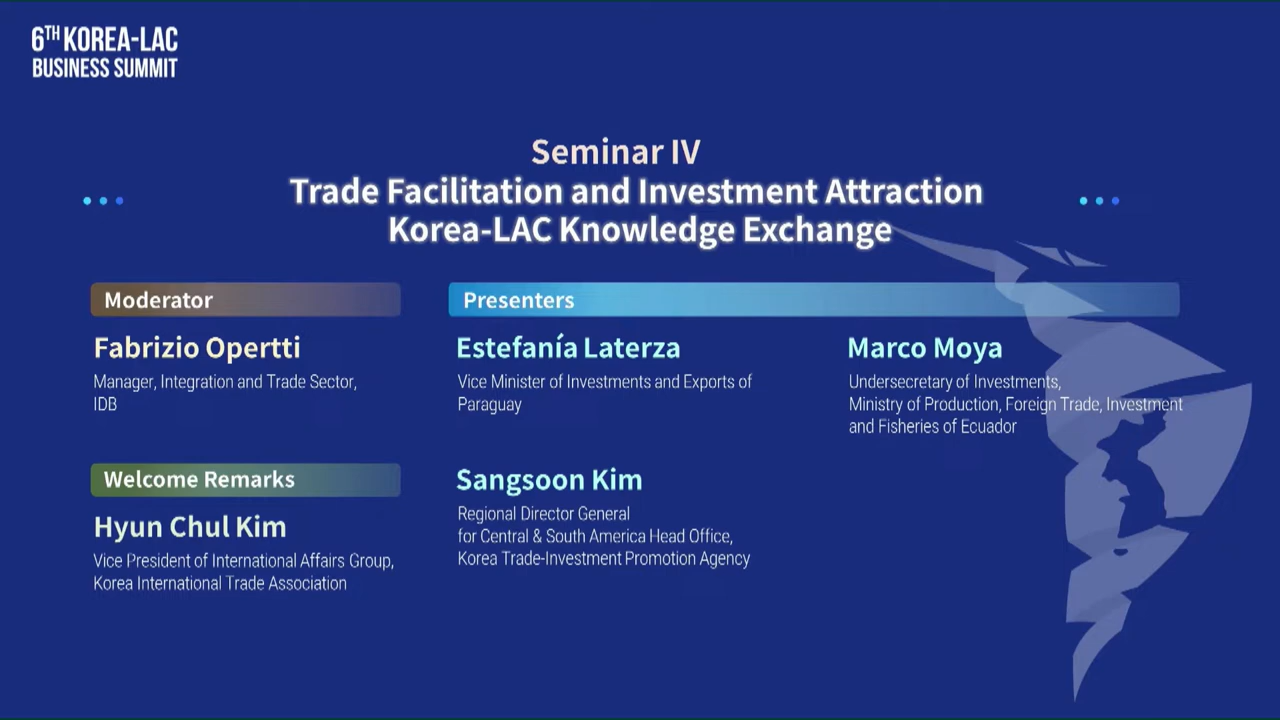 6TH KOREA-LAC
BUSINESS SUMMIT
Seminar IV
Trade Facilitation and Investment Attraction
Korea-LAC Knowledge Exchange
Moderator
Fabrizio Opertti
Manager, Integration and Trade Sector,
IDB
Welcome Remarks
Hyun Chul Kim
Vice President of International Affairs Group,
Korea International Trade Association
Presenters
Estefanía Laterza
Vice Minister of Investments and Exports of
Paraguay
Marco Moya
Undersecretary of Investments,
Ministry of Production, Foreign Trade, Investment
and Fisheries of Ecuador
Sangsoon Kim
Regional Director General
for Central & South America Head Office,
Korea Trade-Investment Promotion Agency